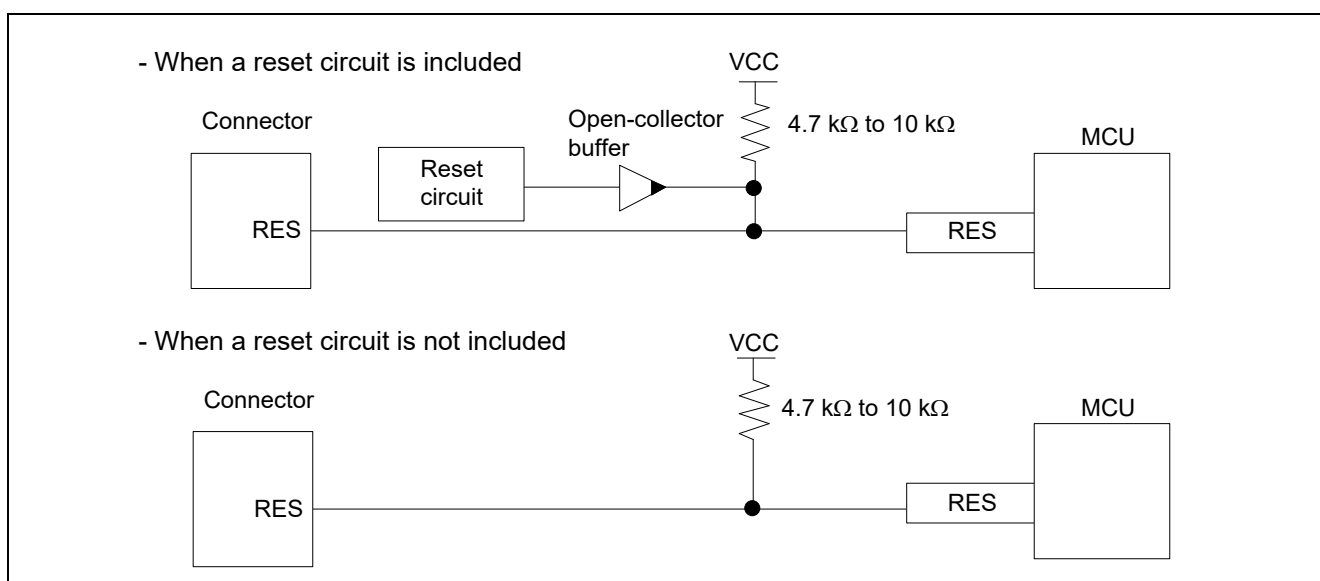 - When a reset circuit is included
VCC
Connector
Open-collector
buffer
4.7 kΩ to 10 kΩ
MCU
Reset
circuit
RES
RES
- When a reset circuit is not included
VCC
Connector
4.7 kΩ to 10 kΩ
MCU
RES
RES